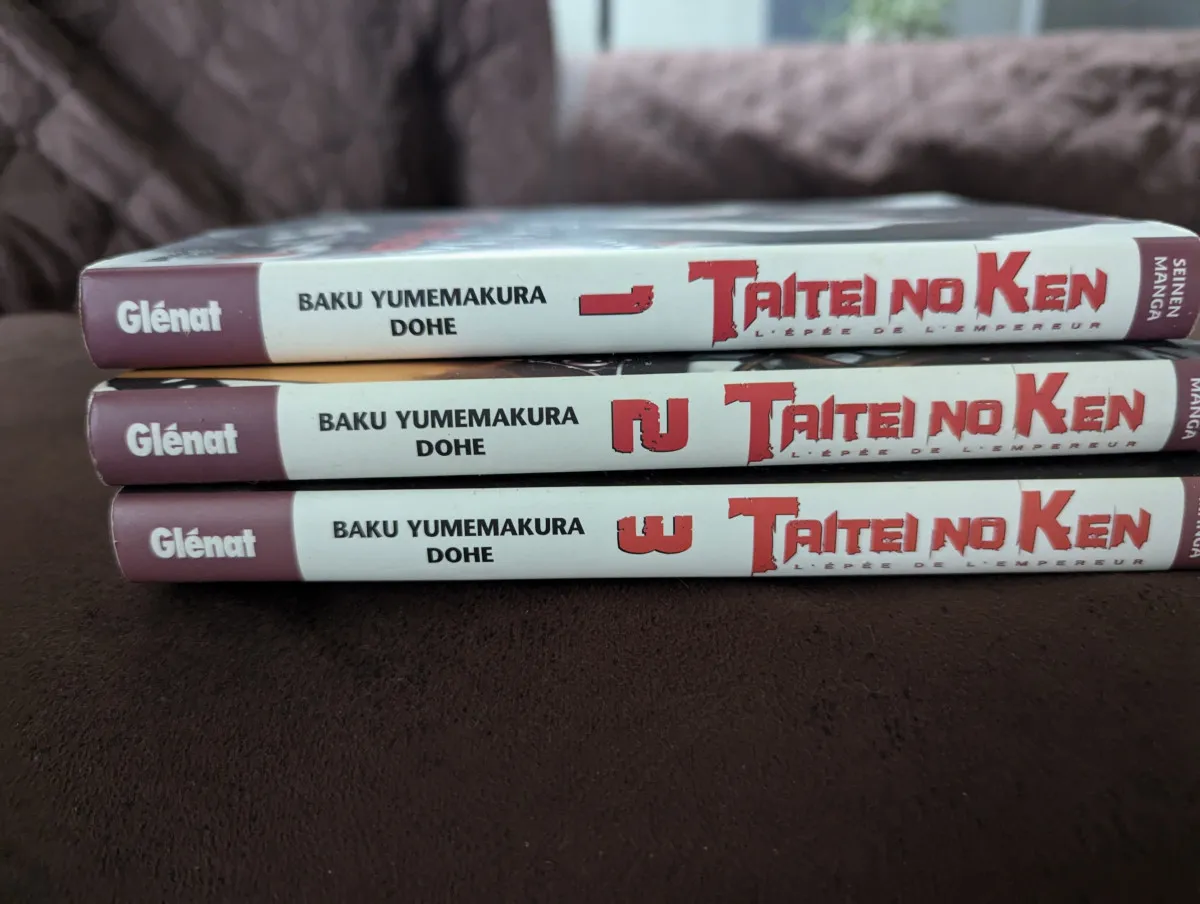 Glénat
BAKU YUMEMAKURA
DOHE
1
TAITEI NO KEN
L'ÉPÉE DE L'EMPEREUR
SEINEN
MANGA
Glénat
BAKU YUMEMAKURA
DOHE
2
TAITEI NO KEN
L'ÉPÉE DE L'EMPEREUR
MANGA
Glénat
BAKU YUMEMAKURA
DOHE
3
TAITEI NO KEN
L'ÉPÉE DE L'EMPEREUR